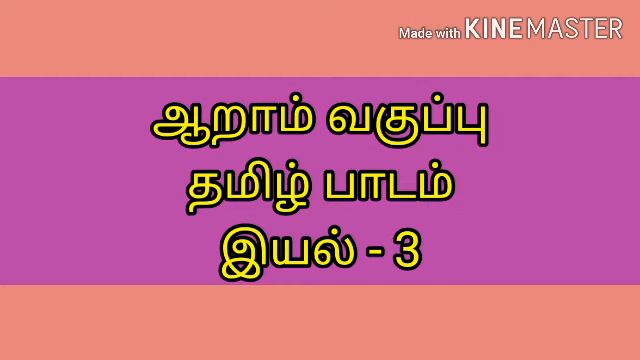 Made with KINEMASTER
ஆறாம் வகுப்பு
தமிழ் பாடம்
இயல் - 3